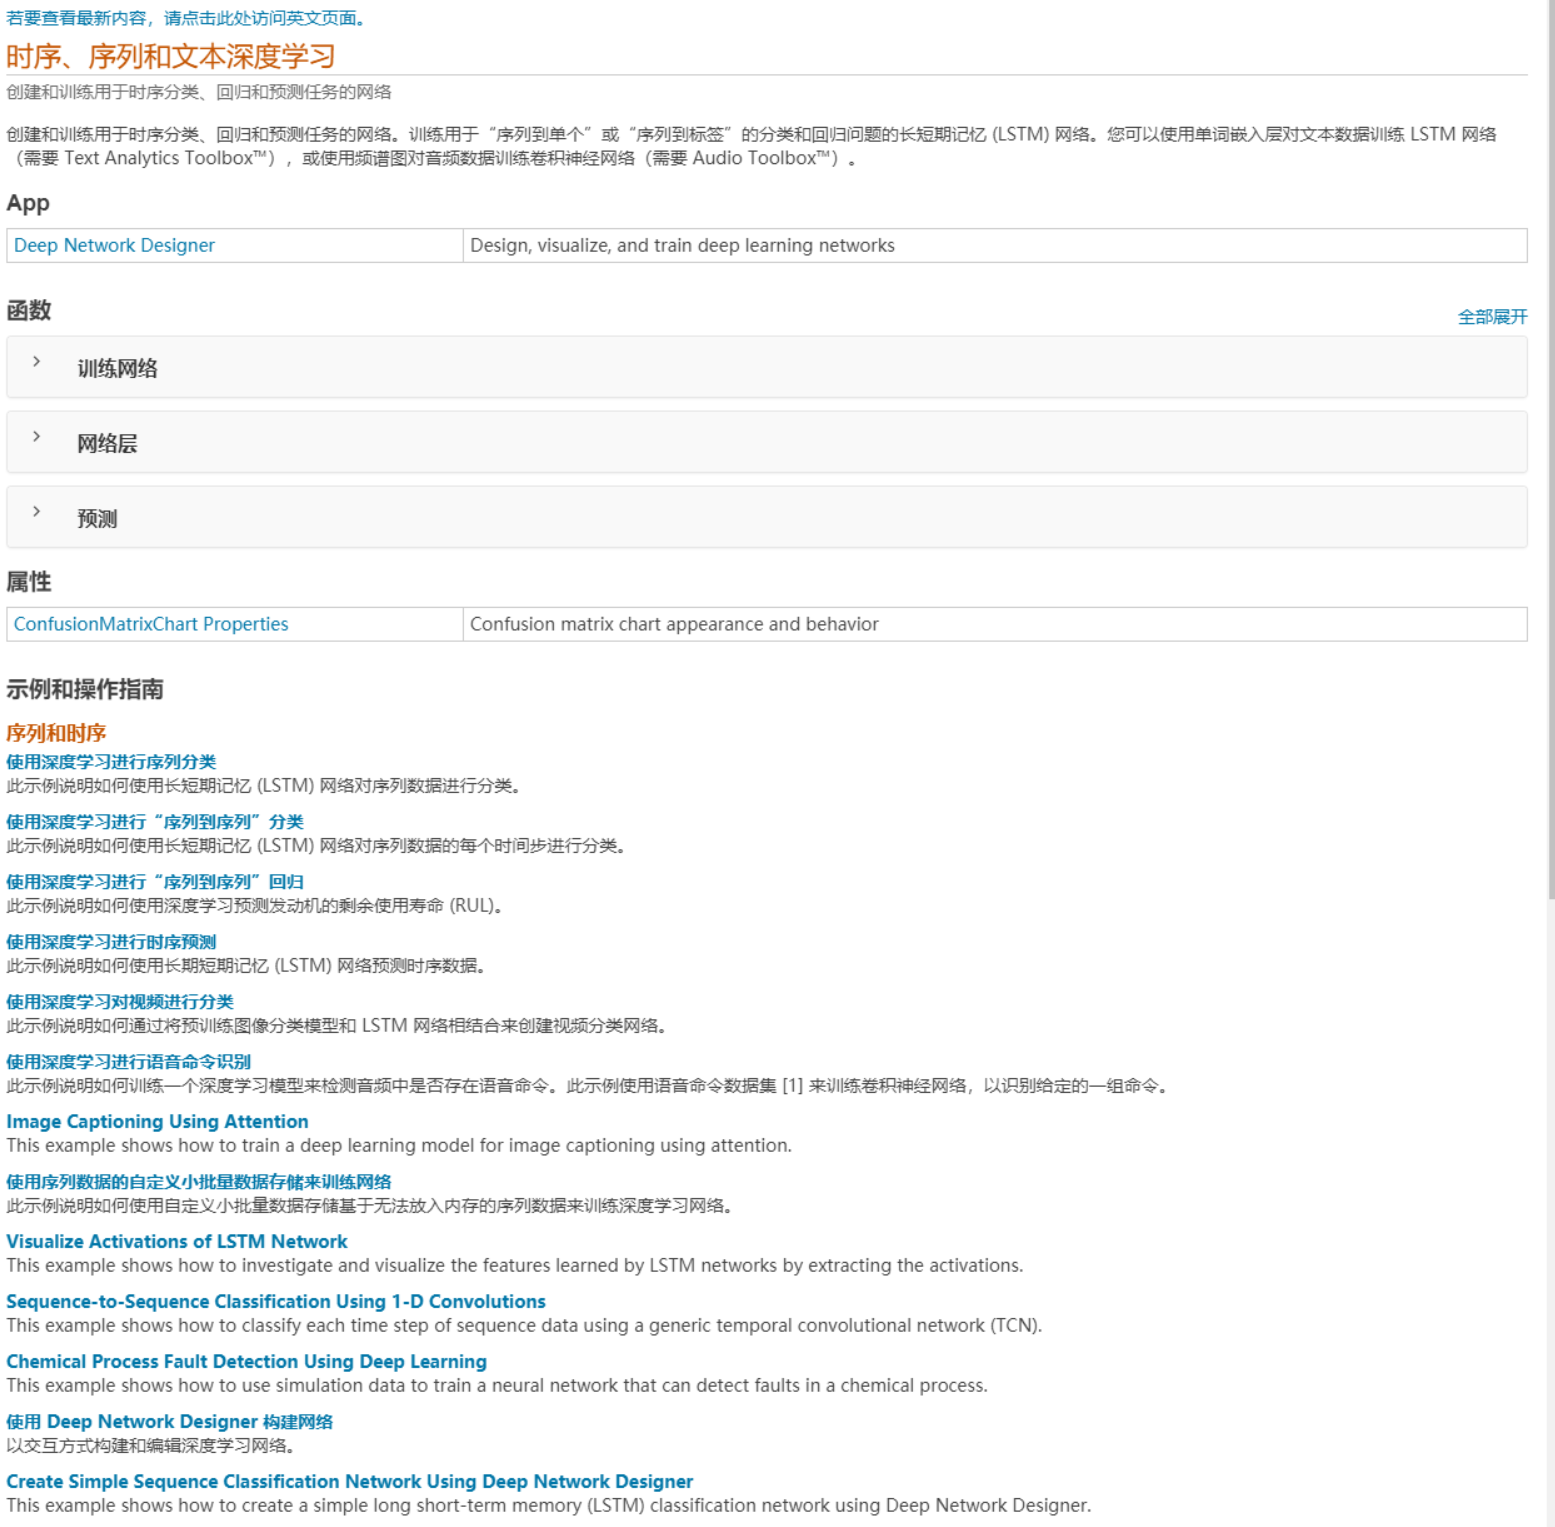 若要查看最新内容，请点击此处访问英文页面。
时序、序列和文本深度学习
创建和训练用于时序分类、回归和预测任务的网络
创建和训练用于时序分类、回归和预测任务的网络。训练用于“序列到单个”或“序列到标签”的分类和回归问题的长短期记忆 (LSTM) 网络。您可以使用单词嵌入层对文本数据训练 LSTM 网络
（需要 Text Analytics Toolbox™），或使用频谱图对音频数据训练卷积神经网络（需要 Audio Toolbox™）。
App
Deep Network Designer Design, visualize, and train deep learning networks
函数 全部展开
训练网络
网络层
预测
属性
ConfusionMatrixChart Properties Confusion matrix chart appearance and behavior
示例和操作指南
序列和时序
使用深度学习进行序列分类
此示例说明如何使用长短期记忆 (LSTM) 网络对序列数据进行分类。
使用深度学习进行“序列到序列”分类
此示例说明如何使用长短期记忆 (LSTM) 网络对序列数据的每个时间步进行分类。
使用深度学习进行“序列到序列”回归
此示例说明如何使用深度学习预测发动机的剩余使用寿命 (RUL)。
使用深度学习进行时序预测
此示例说明如何使用长期短期记忆 (LSTM) 网络预测时序数据。
使用深度学习对视频进行分类
此示例说明如何通过将预训练图像分类模型和 LSTM 网络相结合来创建视频分类网络。
使用深度学习进行语音命令识别
此示例说明如何训练一个深度学习模型来检测音频中是否存在语音命令。此示例使用语音命令数据集 [1] 来训练卷积神经网络，以识别给定的一组命令。
Image Captioning Using Attention
This example shows how to train a deep learning model for image captioning using attention.
使用序列数据的自定义小批量数据存储来训练网络
此示例说明如何使用自定义小批量数据存储基于无法放入内存的序列数据来训练深度学习网络。
Visualize Activations of LSTM Network
This example shows how to investigate and visualize the features learned by LSTM networks by extracting the activations.
Sequence-to-Sequence Classification Using 1-D Convolutions
This example shows how to classify each time step of sequence data using a generic temporal convolutional network (TCN).
Chemical Process Fault Detection Using Deep Learning
This example shows how to use simulation data to train a neural network that can detect faults in a chemical process.
使用 Deep Network Designer 构建网络
以交互方式构建和编辑深度学习网络。
Create Simple Sequence Classification Network Using Deep Network Designer
This example shows how to create a simple long short-term memory (LSTM) classification network using Deep Network Designer.